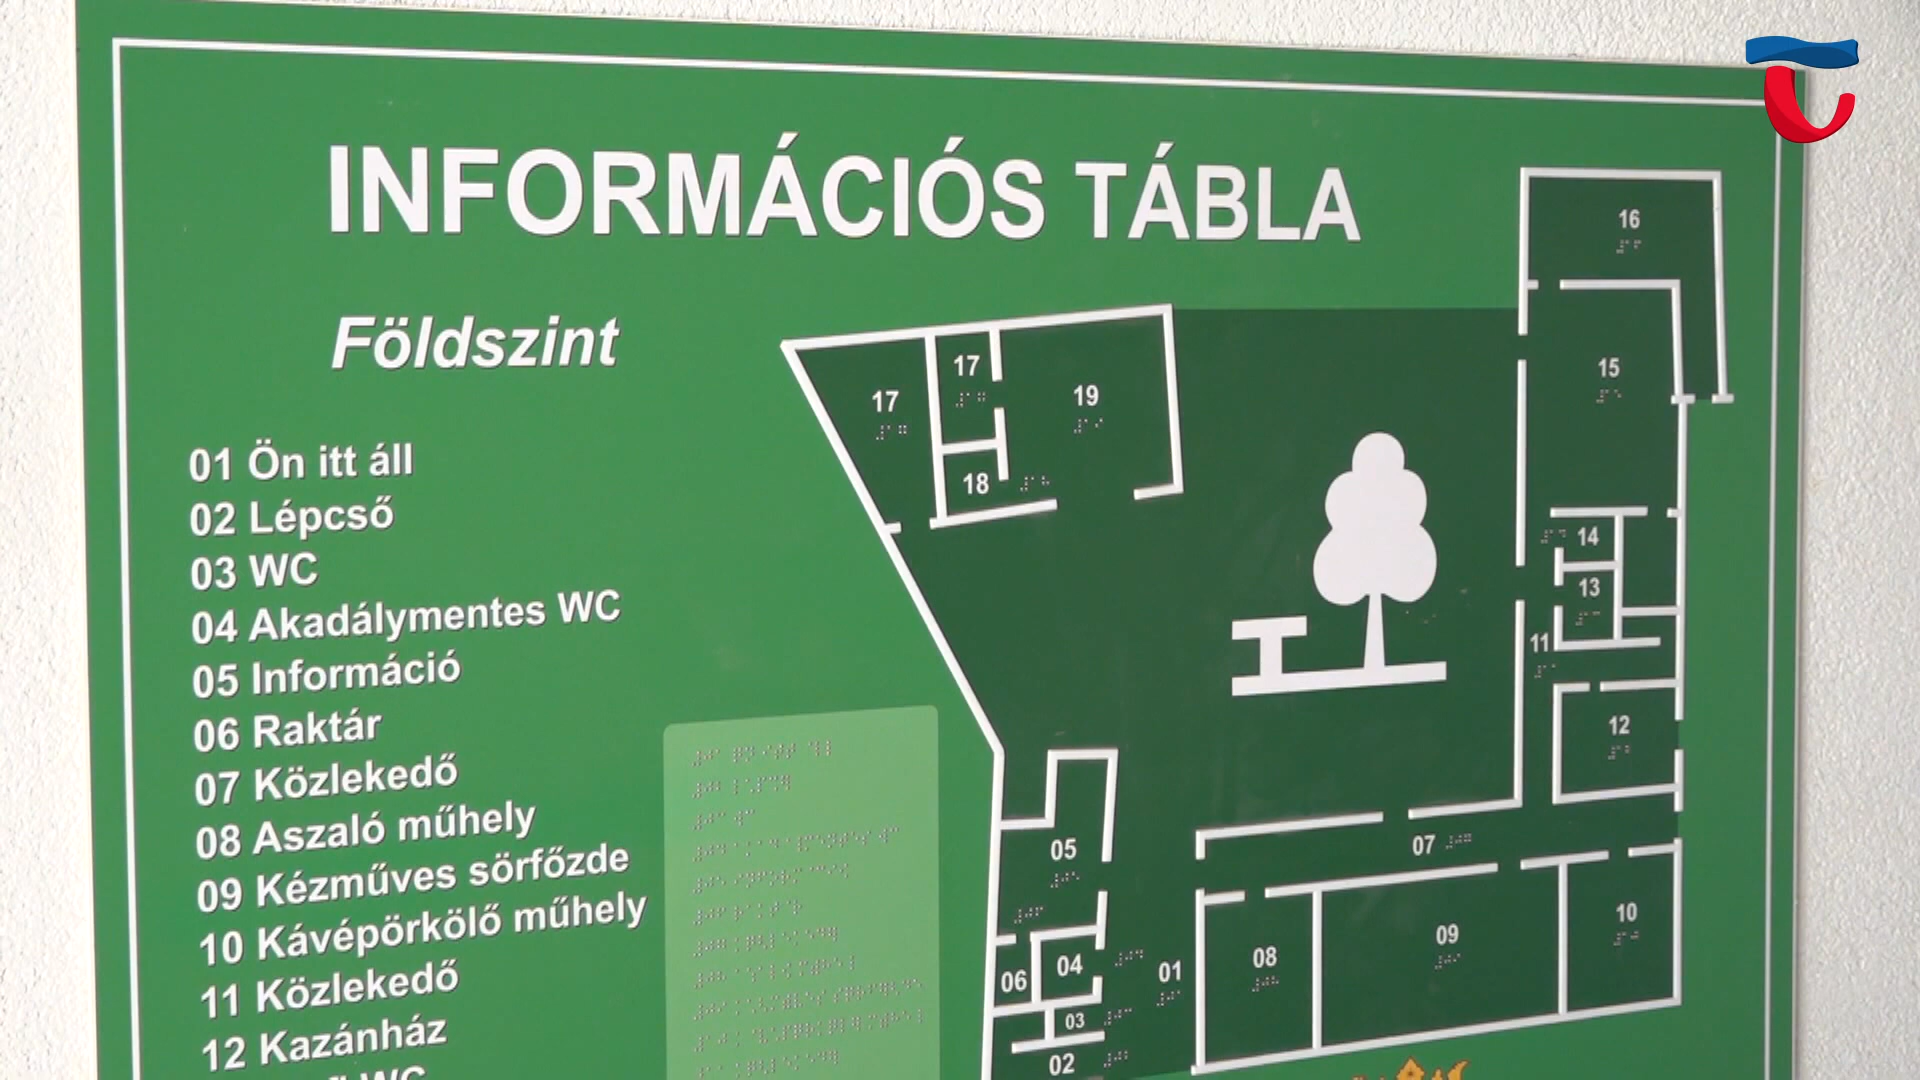 INFORMÁCIÓS TÁBLA
Földszint
01 Ön itt áll
02 Lépcső
03 WC
04 Akadálymentes WC
05 Információ
06 Raktár
07 Közlekedő
08 Aszaló műhely
09 Kézműves sörfőzde
10 Kávépörkölő műhely
11 Közlekedő
12 Kazánház
WC
16
15
17
17
19
18
14
13
11
12
05
07
10
09
08
04
01
06
03
02